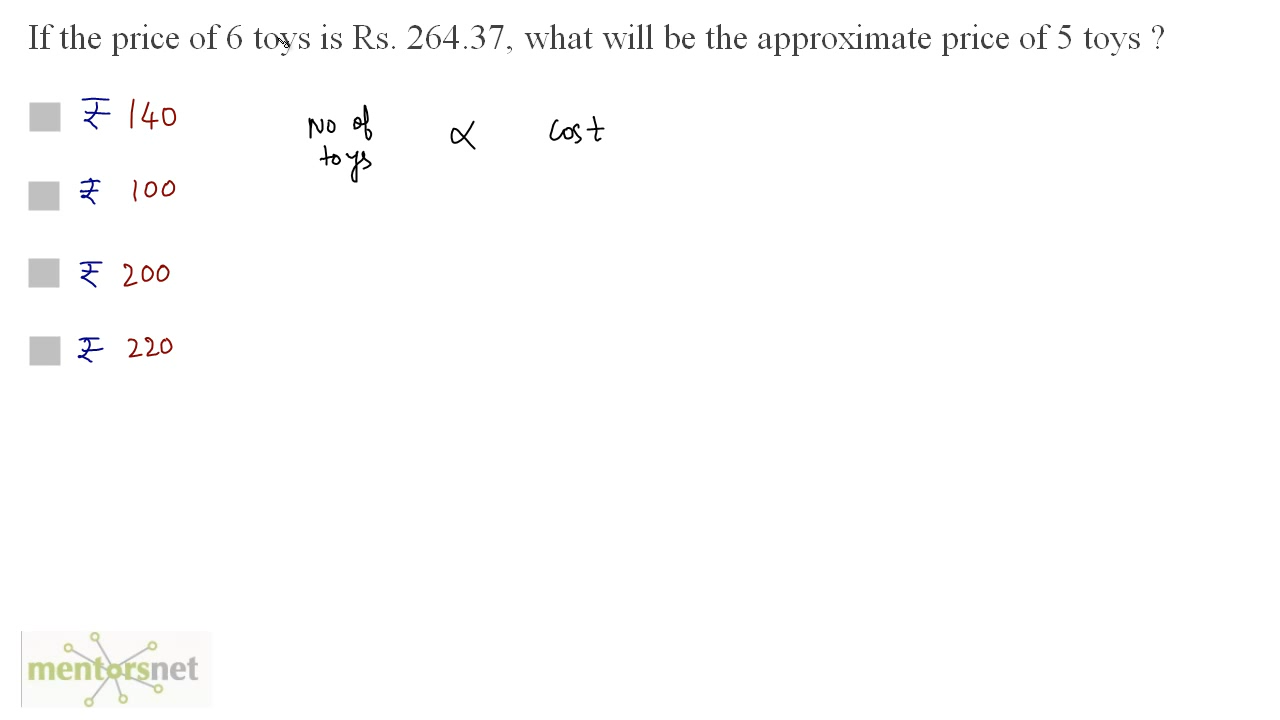 If the price of 6 toys is Rs. 264.37, what will be the approximate price of 5 toys ?
₹ 140
No of toys ∝ cost
₹ 100
₹ 200
₹ 220
mentorsnet